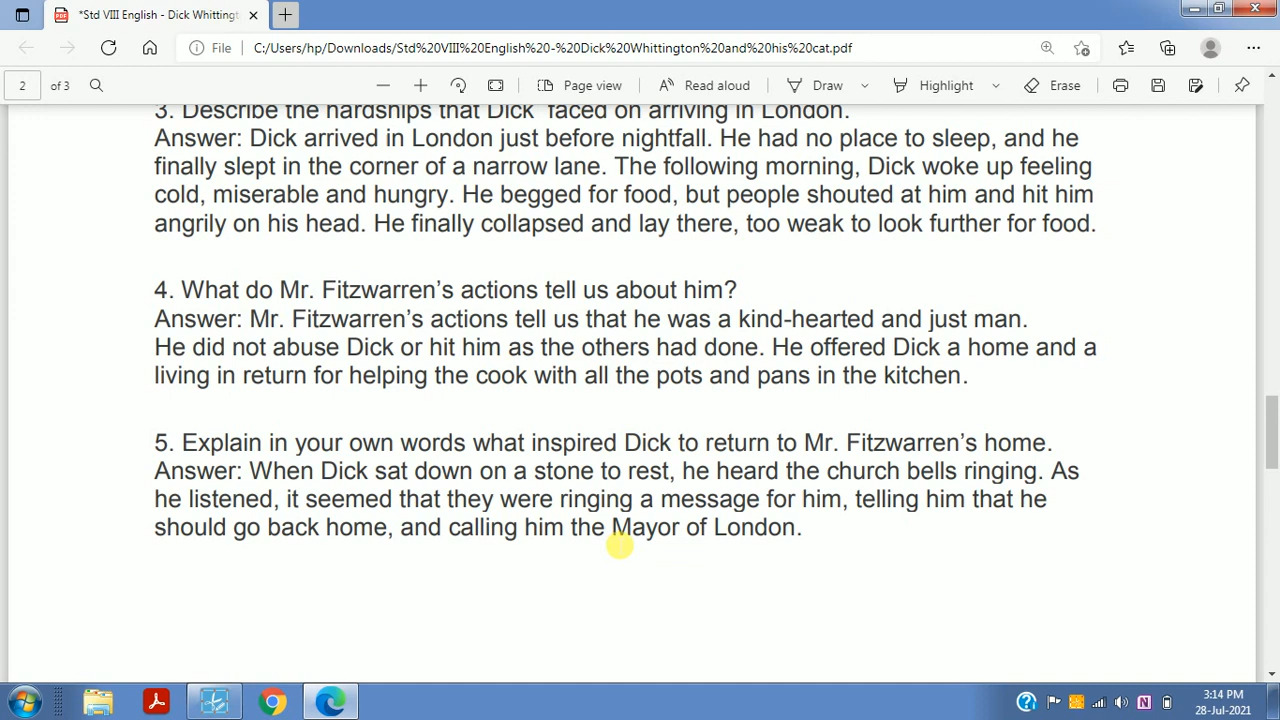 *Std VIII English - Dick Whittingt
File
C:/Users/hp/Downloads/Std%20VIII%20English%20-%20Dick%20Whittington%20and%20his%20cat.pdf
2 of 3
Page view
Read aloud
Draw
Highlight
Erase
3. Describe the hardships that Dick faced on arriving in London.
Answer: Dick arrived in London just before nightfall. He had no place to sleep, and he
finally slept in the corner of a narrow lane. The following morning, Dick woke up feeling
cold, miserable and hungry. He begged for food, but people shouted at him and hit him
angrily on his head. He finally collapsed and lay there, too weak to look further for food.
4. What do Mr. Fitzwarren’s actions tell us about him?
Answer: Mr. Fitzwarren’s actions tell us that he was a kind-hearted and just man.
He did not abuse Dick or hit him as the others had done. He offered Dick a home and a
living in return for helping the cook with all the pots and pans in the kitchen.
5. Explain in your own words what inspired Dick to return to Mr. Fitzwarren’s home.
Answer: When Dick sat down on a stone to rest, he heard the church bells ringing. As
he listened, it seemed that they were ringing a message for him, telling him that he
should go back home, and calling him the Mayor of London.
3:14 PM
28-Jul-2021